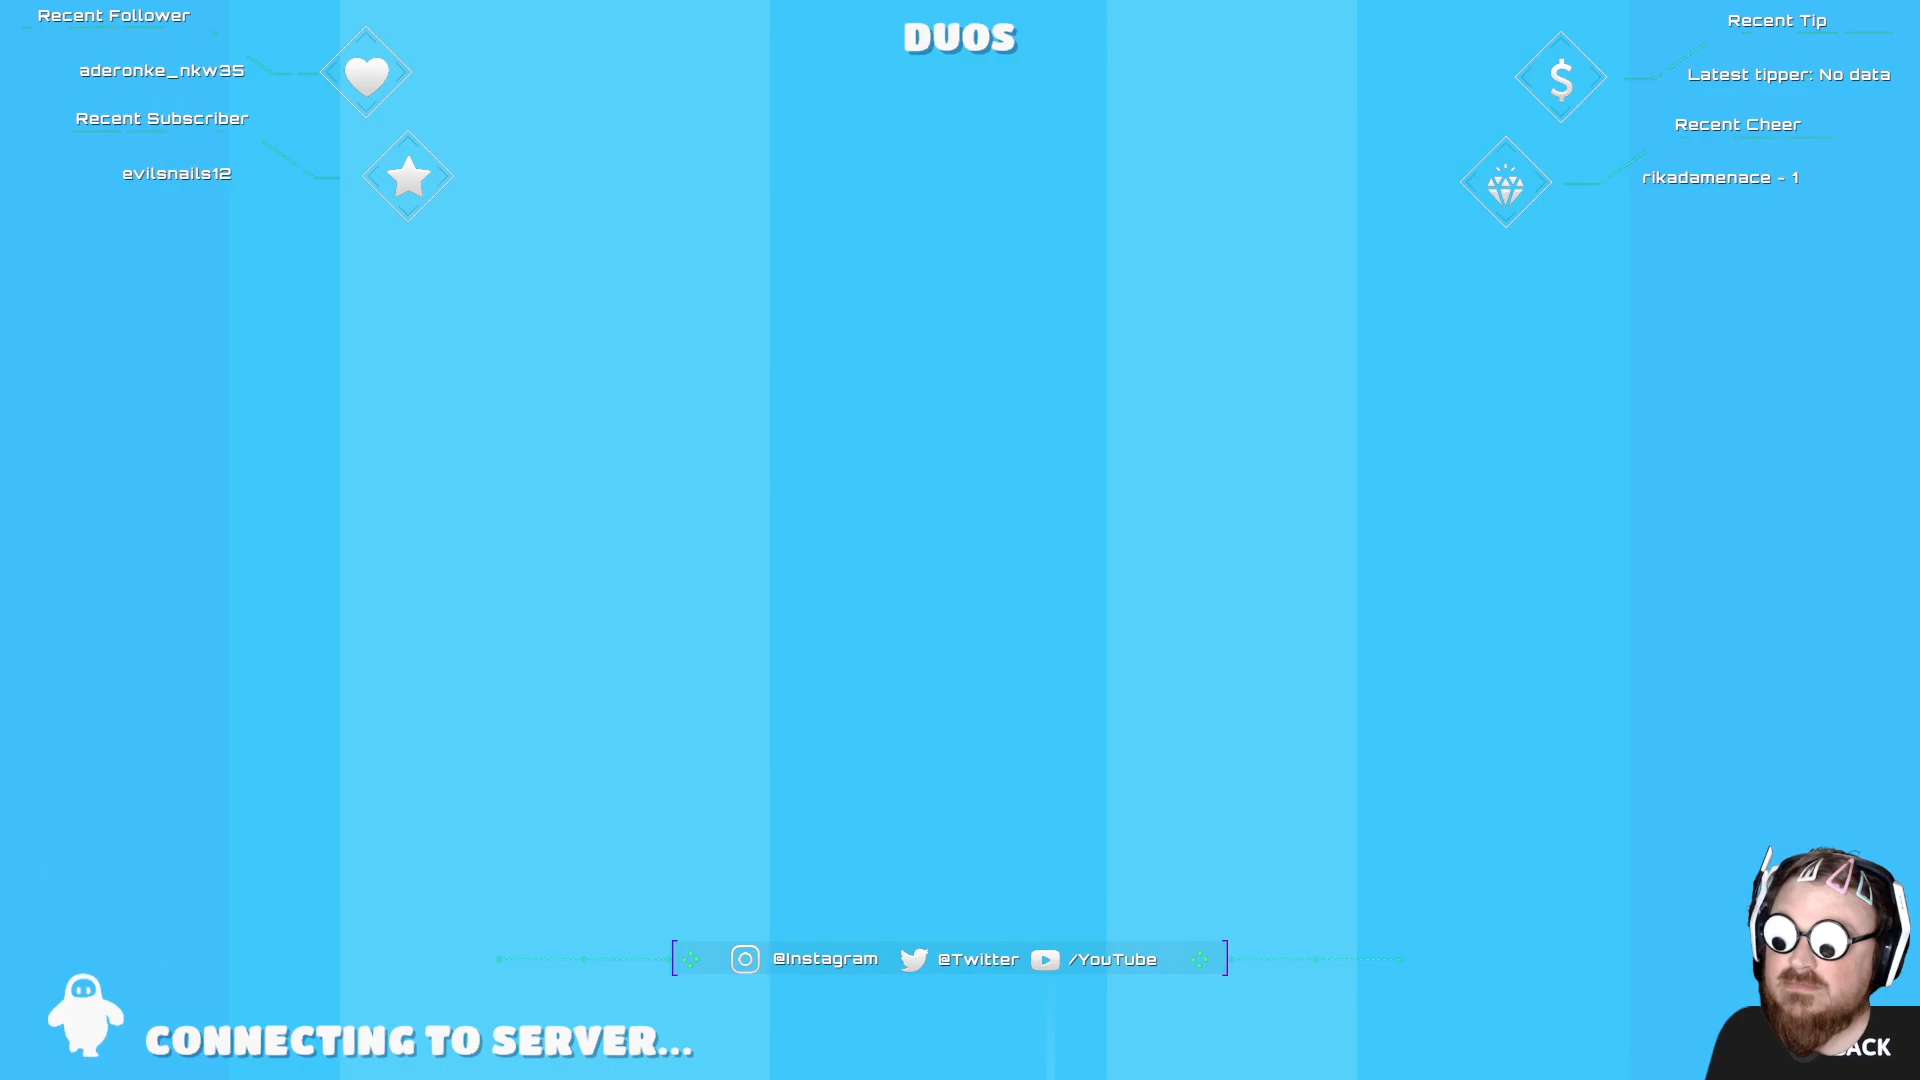 Recent Follower
aderonke_nkw35
Recent Subscriber
evilsnails12
DUOS
Recent Tip
Latest tipper: No data
Recent Cheer
rikadamenace - 1
@Instagram @Twitter /YouTube
CONNECTING TO SERVER...